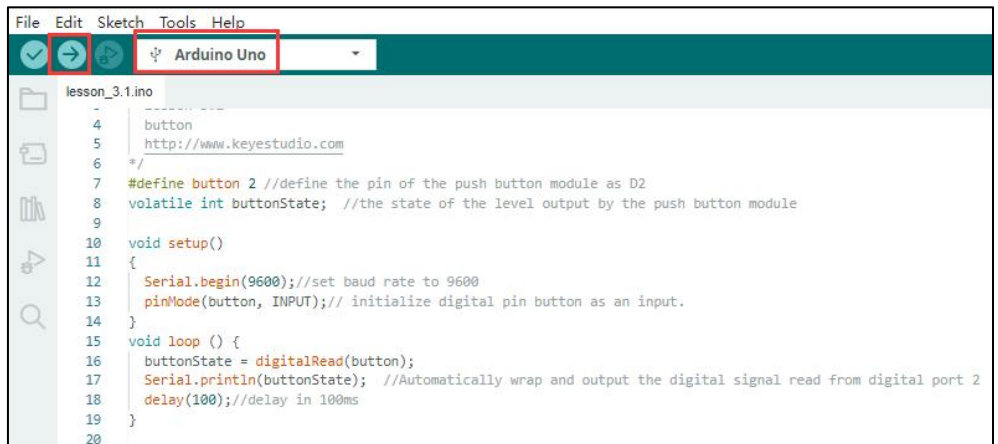 File Edit Sketch Tools Help
Arduino Uno
lesson_3.1.ino
4 button
5 http://www.keyestudio.com
6 */
7 #define button 2 //define the pin of the push button module as D2
8 volatile int buttonState;  //the state of the level output by the push button module
9
10 void setup()
11 {
12 Serial.begin(9600);//set baud rate to 9600
13 pinMode(button, INPUT);// initialize digital pin button as an input.
14 }
15 void loop () {
16 buttonState = digitalRead(button);
17 Serial.println(buttonState);  //Automatically wrap and output the digital signal read from digital port 2
18 delay(100);//delay in 100ms
19 }
20